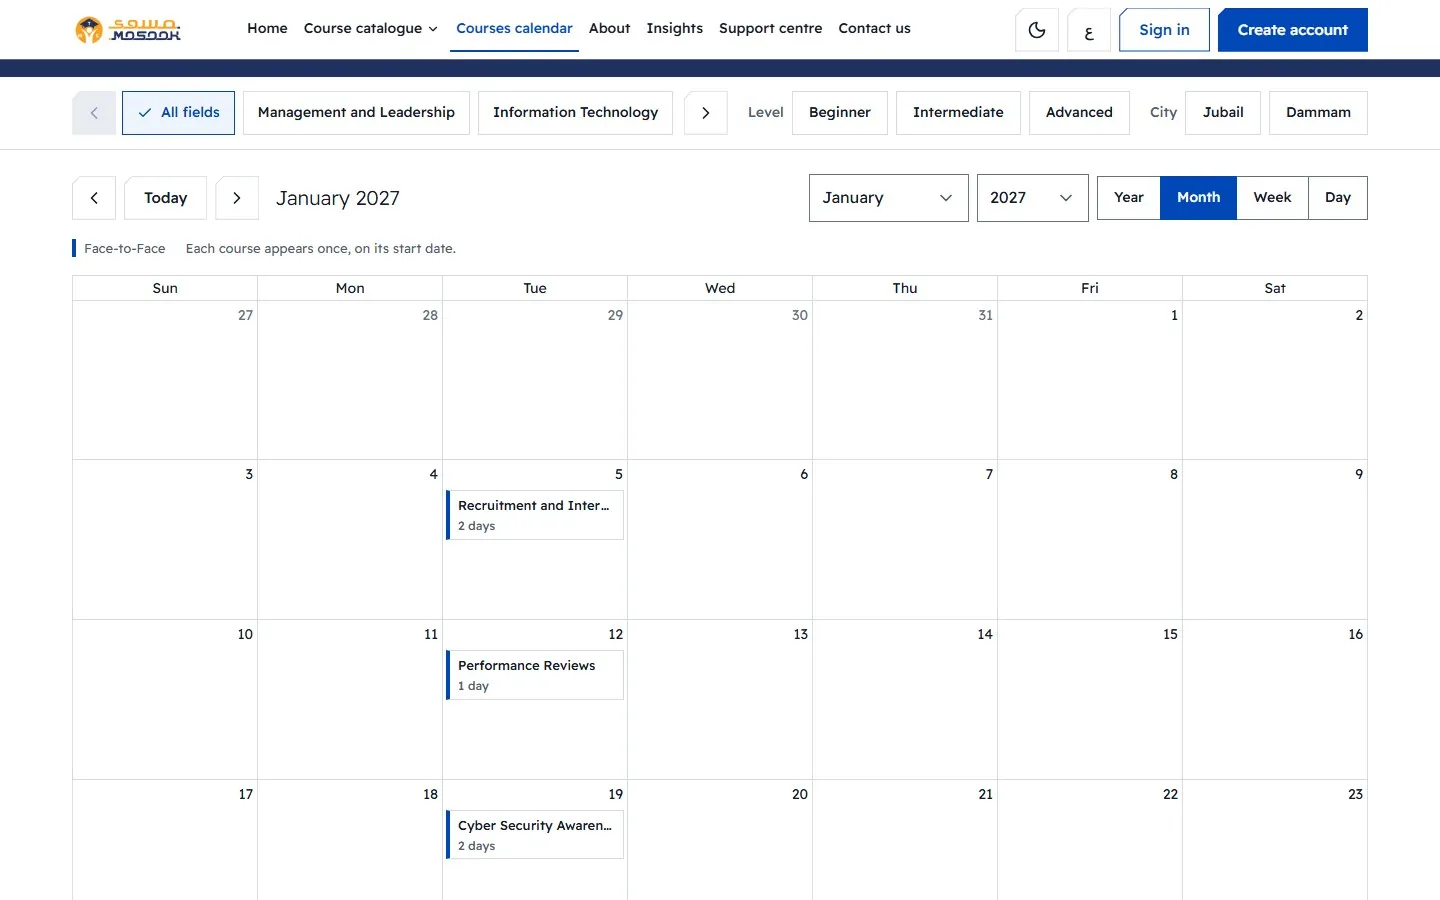 مسوق
MOSOOK
Home Course catalogue Courses calendar About Insights Support centre Contact us ع Sign in Create account
All fields Management and Leadership Information Technology Level Beginner Intermediate Advanced City Jubail Dammam
Today January 2027 January 2027 Year Month Week Day
Face-to-Face Each course appears once, on its start date.
Sun Mon Tue Wed Thu Fri Sat
27 28 29 30 31 1 2
3 4 5 6 7 8 9
Recruitment and Inter...
2 days
10 11 12 13 14 15 16
Performance Reviews
1 day
17 18 19 20 21 22 23
Cyber Security Awaren...
2 days